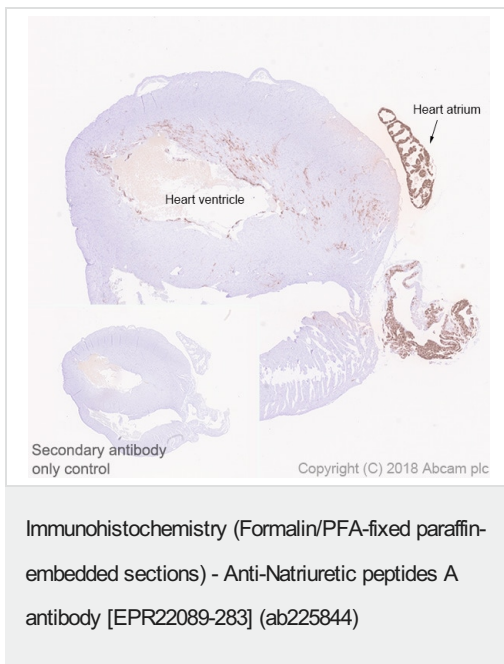 Heart atrium
Heart ventricle
Secondary antibody
only control
Copyright (C) 2018 Abcam plc
Immunohistochemistry (Formalin/PFA-fixed paraffin-
embedded sections) - Anti-Natriuretic peptides A
antibody [EPR22089-283] (ab225844)